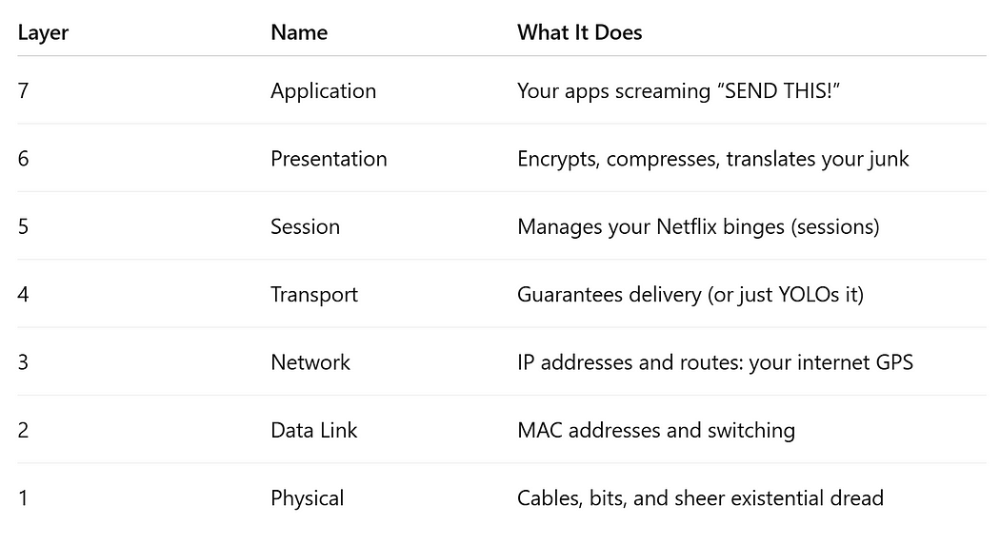 Layer Name What It Does
7 Application Your apps screaming “SEND THIS!”
6 Presentation Encrypts, compresses, translates your junk
5 Session Manages your Netflix binges (sessions)
4 Transport Guarantees delivery (or just YOLOs it)
3 Network IP addresses and routes: your internet GPS
2 Data Link MAC addresses and switching
1 Physical Cables, bits, and sheer existential dread